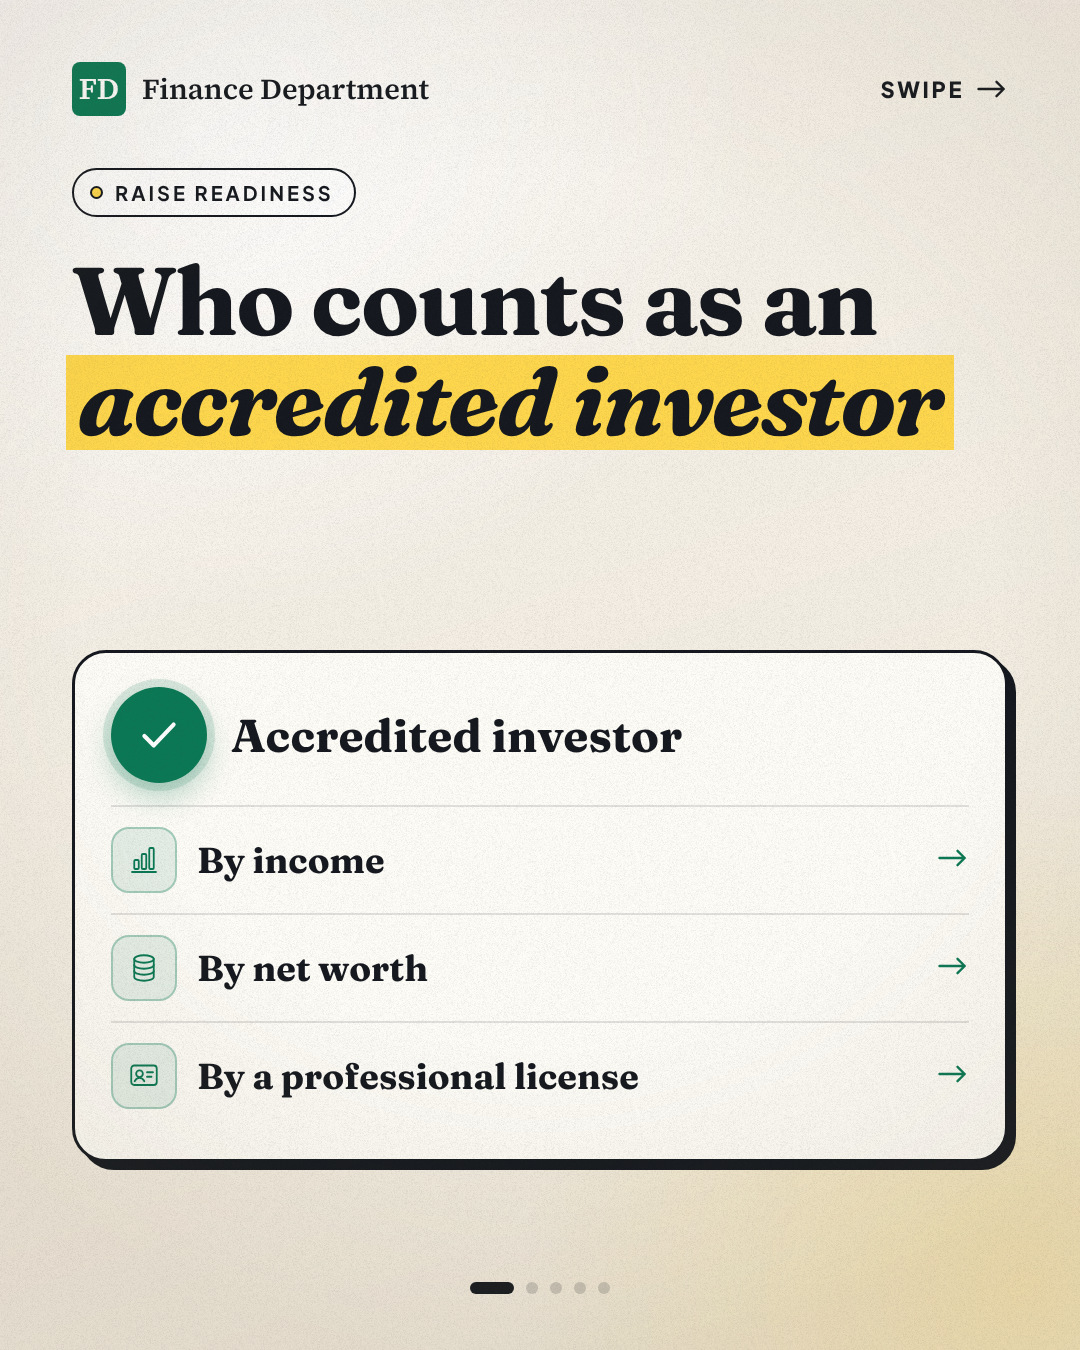 FD Finance Department
SWIPE
RAISE READINESS
Who counts as an
accredited investor
Accredited investor
By income
By net worth
By a professional license